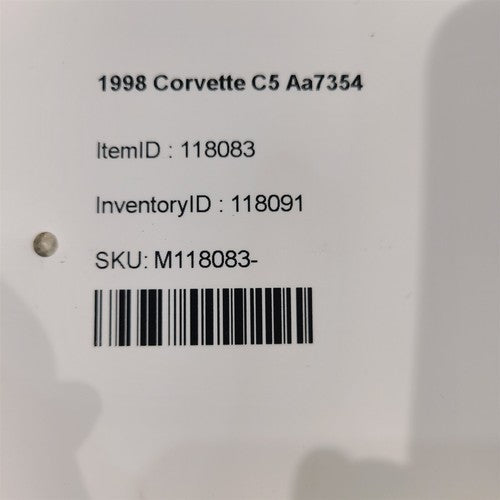 1998 Corvette C5 Aa7354
ItemID : 118083
InventoryID : 118091
SKU: M118083-